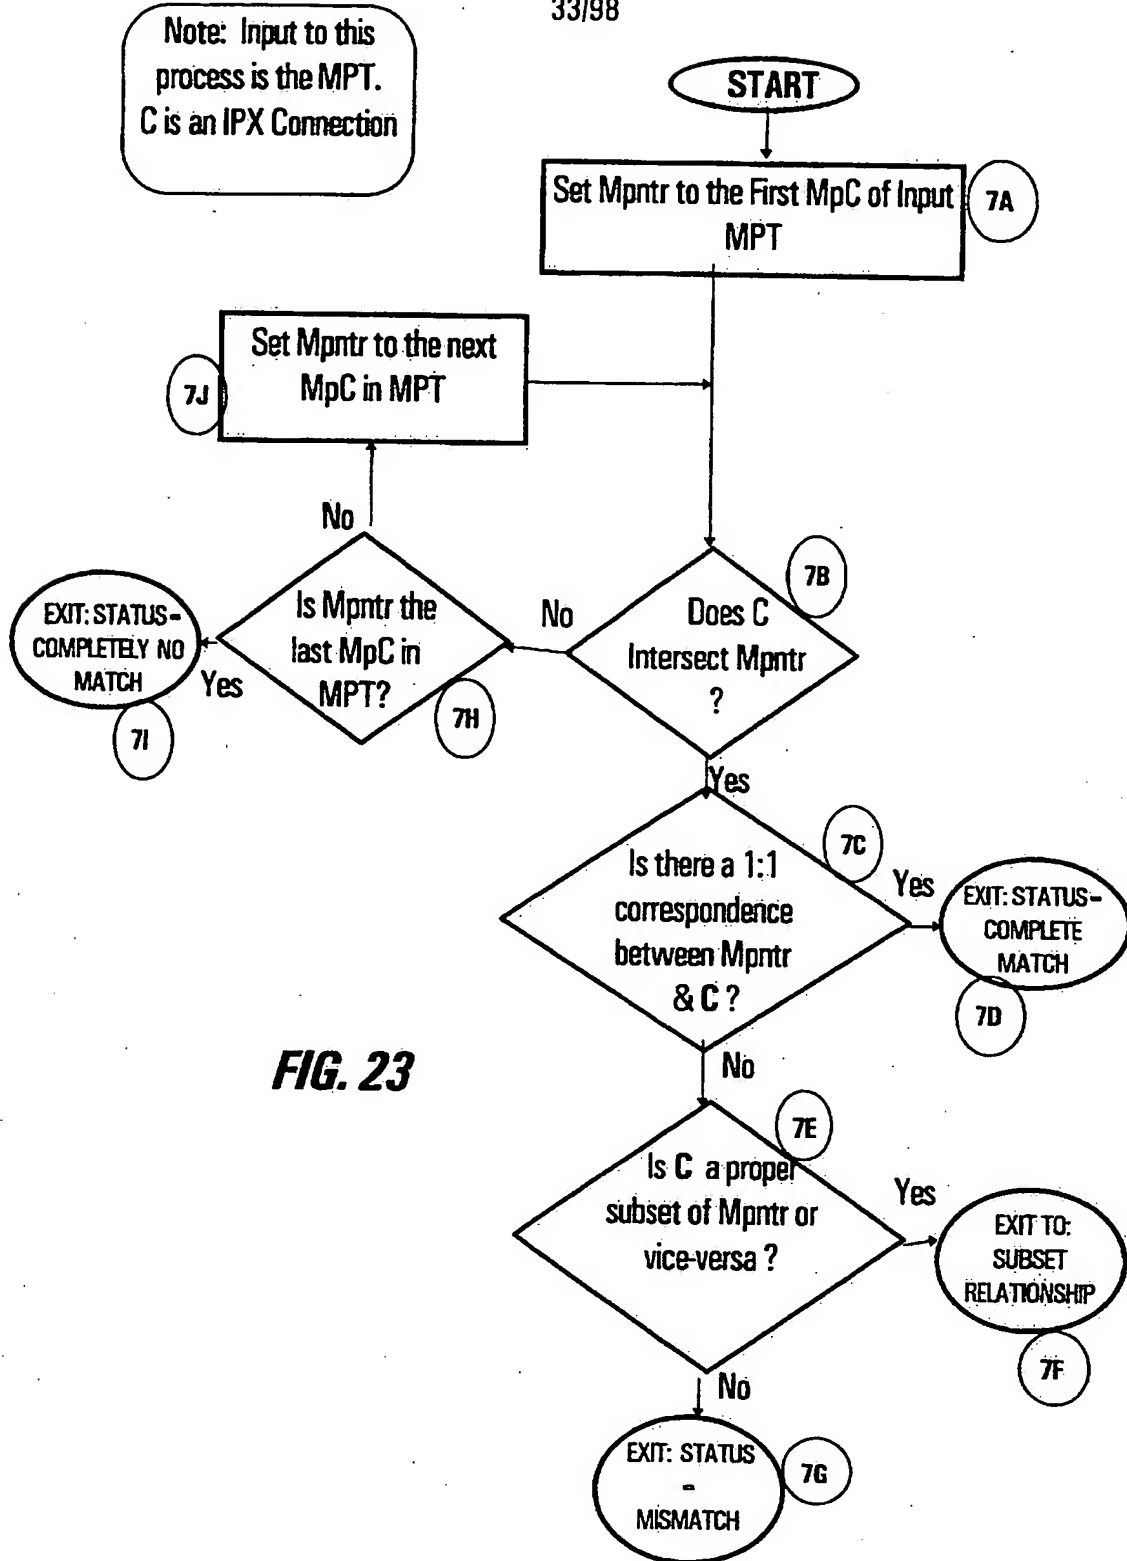 33/98
Note: Input to this
process is the MPT.
C is an IPX Connection
START
Set Mpntr to the First MpC of Input
MPT
7A
Set Mpntr to the next
MpC in MPT
7J
No
Is Mpntr the
last MpC in
MPT?
7H
Yes
EXIT: STATUS-
COMPLETELY NO
MATCH
7I
No
Does C
Intersect Mpntr
?
7B
Yes
Is there a 1:1
correspondence
between Mpntr
& C ?
7C
Yes
EXIT: STATUS-
COMPLETE
MATCH
7D
No
FIG. 23
Is C a proper
subset of Mpntr or
vice-versa ?
7E
Yes
EXIT TO:
SUBSET
RELATIONSHIP
7F
No
EXIT: STATUS
-
MISMATCH
7G